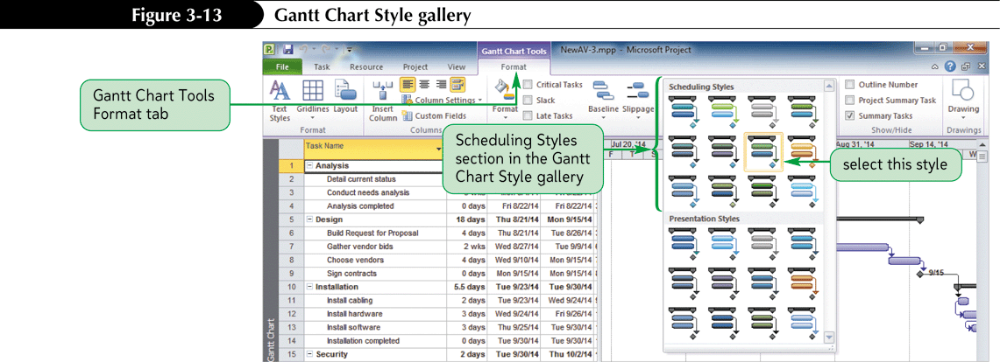 Figure 3-13 Gantt Chart Style gallery
Gantt Chart Tools NewAV-3.mpp - Microsoft Project
File Task Resource Project View Format
Gantt Chart Tools
Format tab
Text
Styles
Gridlines
Layout
Format
Insert
Column
Column Settings
Custom Fields
Columns
Format
Critical Tasks
Slack
Late Tasks
Baseline
Slippage
Scheduling Styles
Presentation Styles
Outline Number
Project Summary Task
Summary Tasks
Show/Hide
Drawing
Drawings
Scheduling Styles
section in the Gantt
Chart Style gallery
select this style
Task Name
Jul 20, '14 Aug 31, '14 Sep 14, '14
F T S W
1 Analysis
2 Detail current status
3 Conduct needs analysis
4 Analysis completed 0 days Fri 8/22/14 Fri 8/22/14
5 Design 18 days Thu 8/21/14 Mon 9/15/14
6 Build Request for Proposal 4 days Thu 8/21/14 Tue 8/26/14
7 Gather vendor bids 2 wks Wed 8/27/14 Tue 9/9/14
8 Choose vendors 4 days Wed 9/10/14 Mon 9/15/14
9 Sign contracts 0 days Mon 9/15/14 Mon 9/15/14
9/15
10 Installation 5.5 days Tue 9/23/14 Tue 9/30/14
11 Install cabling 2 days Tue 9/23/14 Wed 9/24/14
12 Install hardware 3 days Wed 9/24/14 Fri 9/26/14
13 Install software 3 days Thu 9/25/14 Tue 9/30/14
14 Installation completed 0 days Tue 9/30/14 Tue 9/30/14
15 Security 2 days Tue 9/30/14 Thu 10/2/14
Gantt Chart